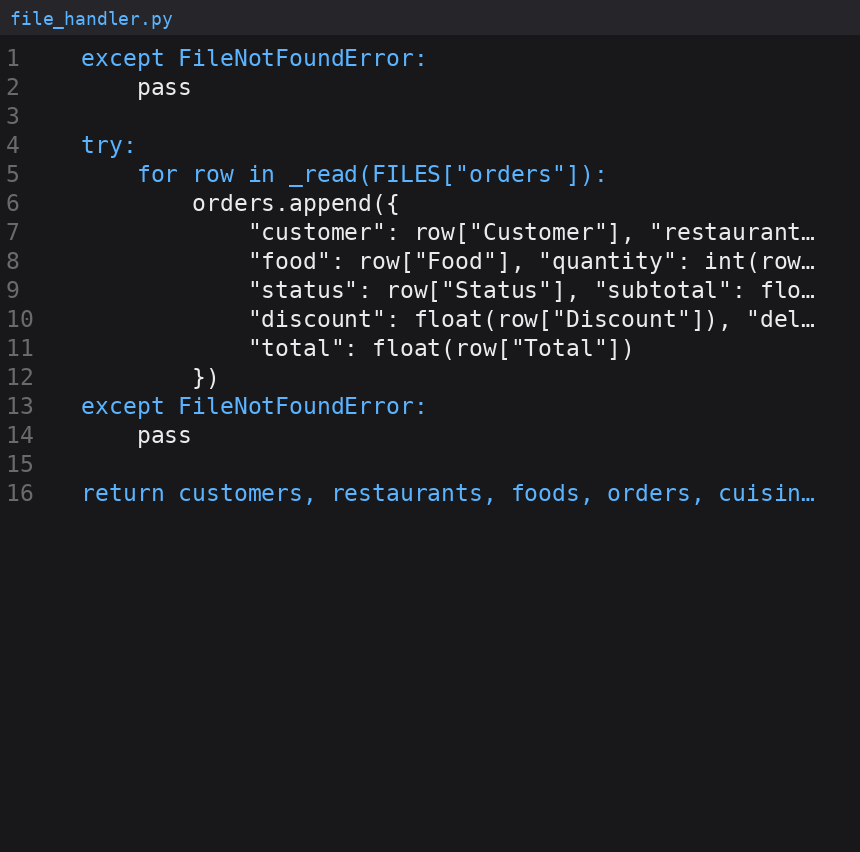 file_handler.py
1    except FileNotFoundError:
2        pass
3
4    try:
5        for row in _read(FILES["orders"]):
6            orders.append({
7                "customer": row["Customer"], "restaurant…
8                "food": row["Food"], "quantity": int(row…
9                "status": row["Status"], "subtotal": flo…
10                "discount": float(row["Discount"]), "del…
11                "total": float(row["Total"])
12            })
13    except FileNotFoundError:
14        pass
15
16    return customers, restaurants, foods, orders, cuisin…